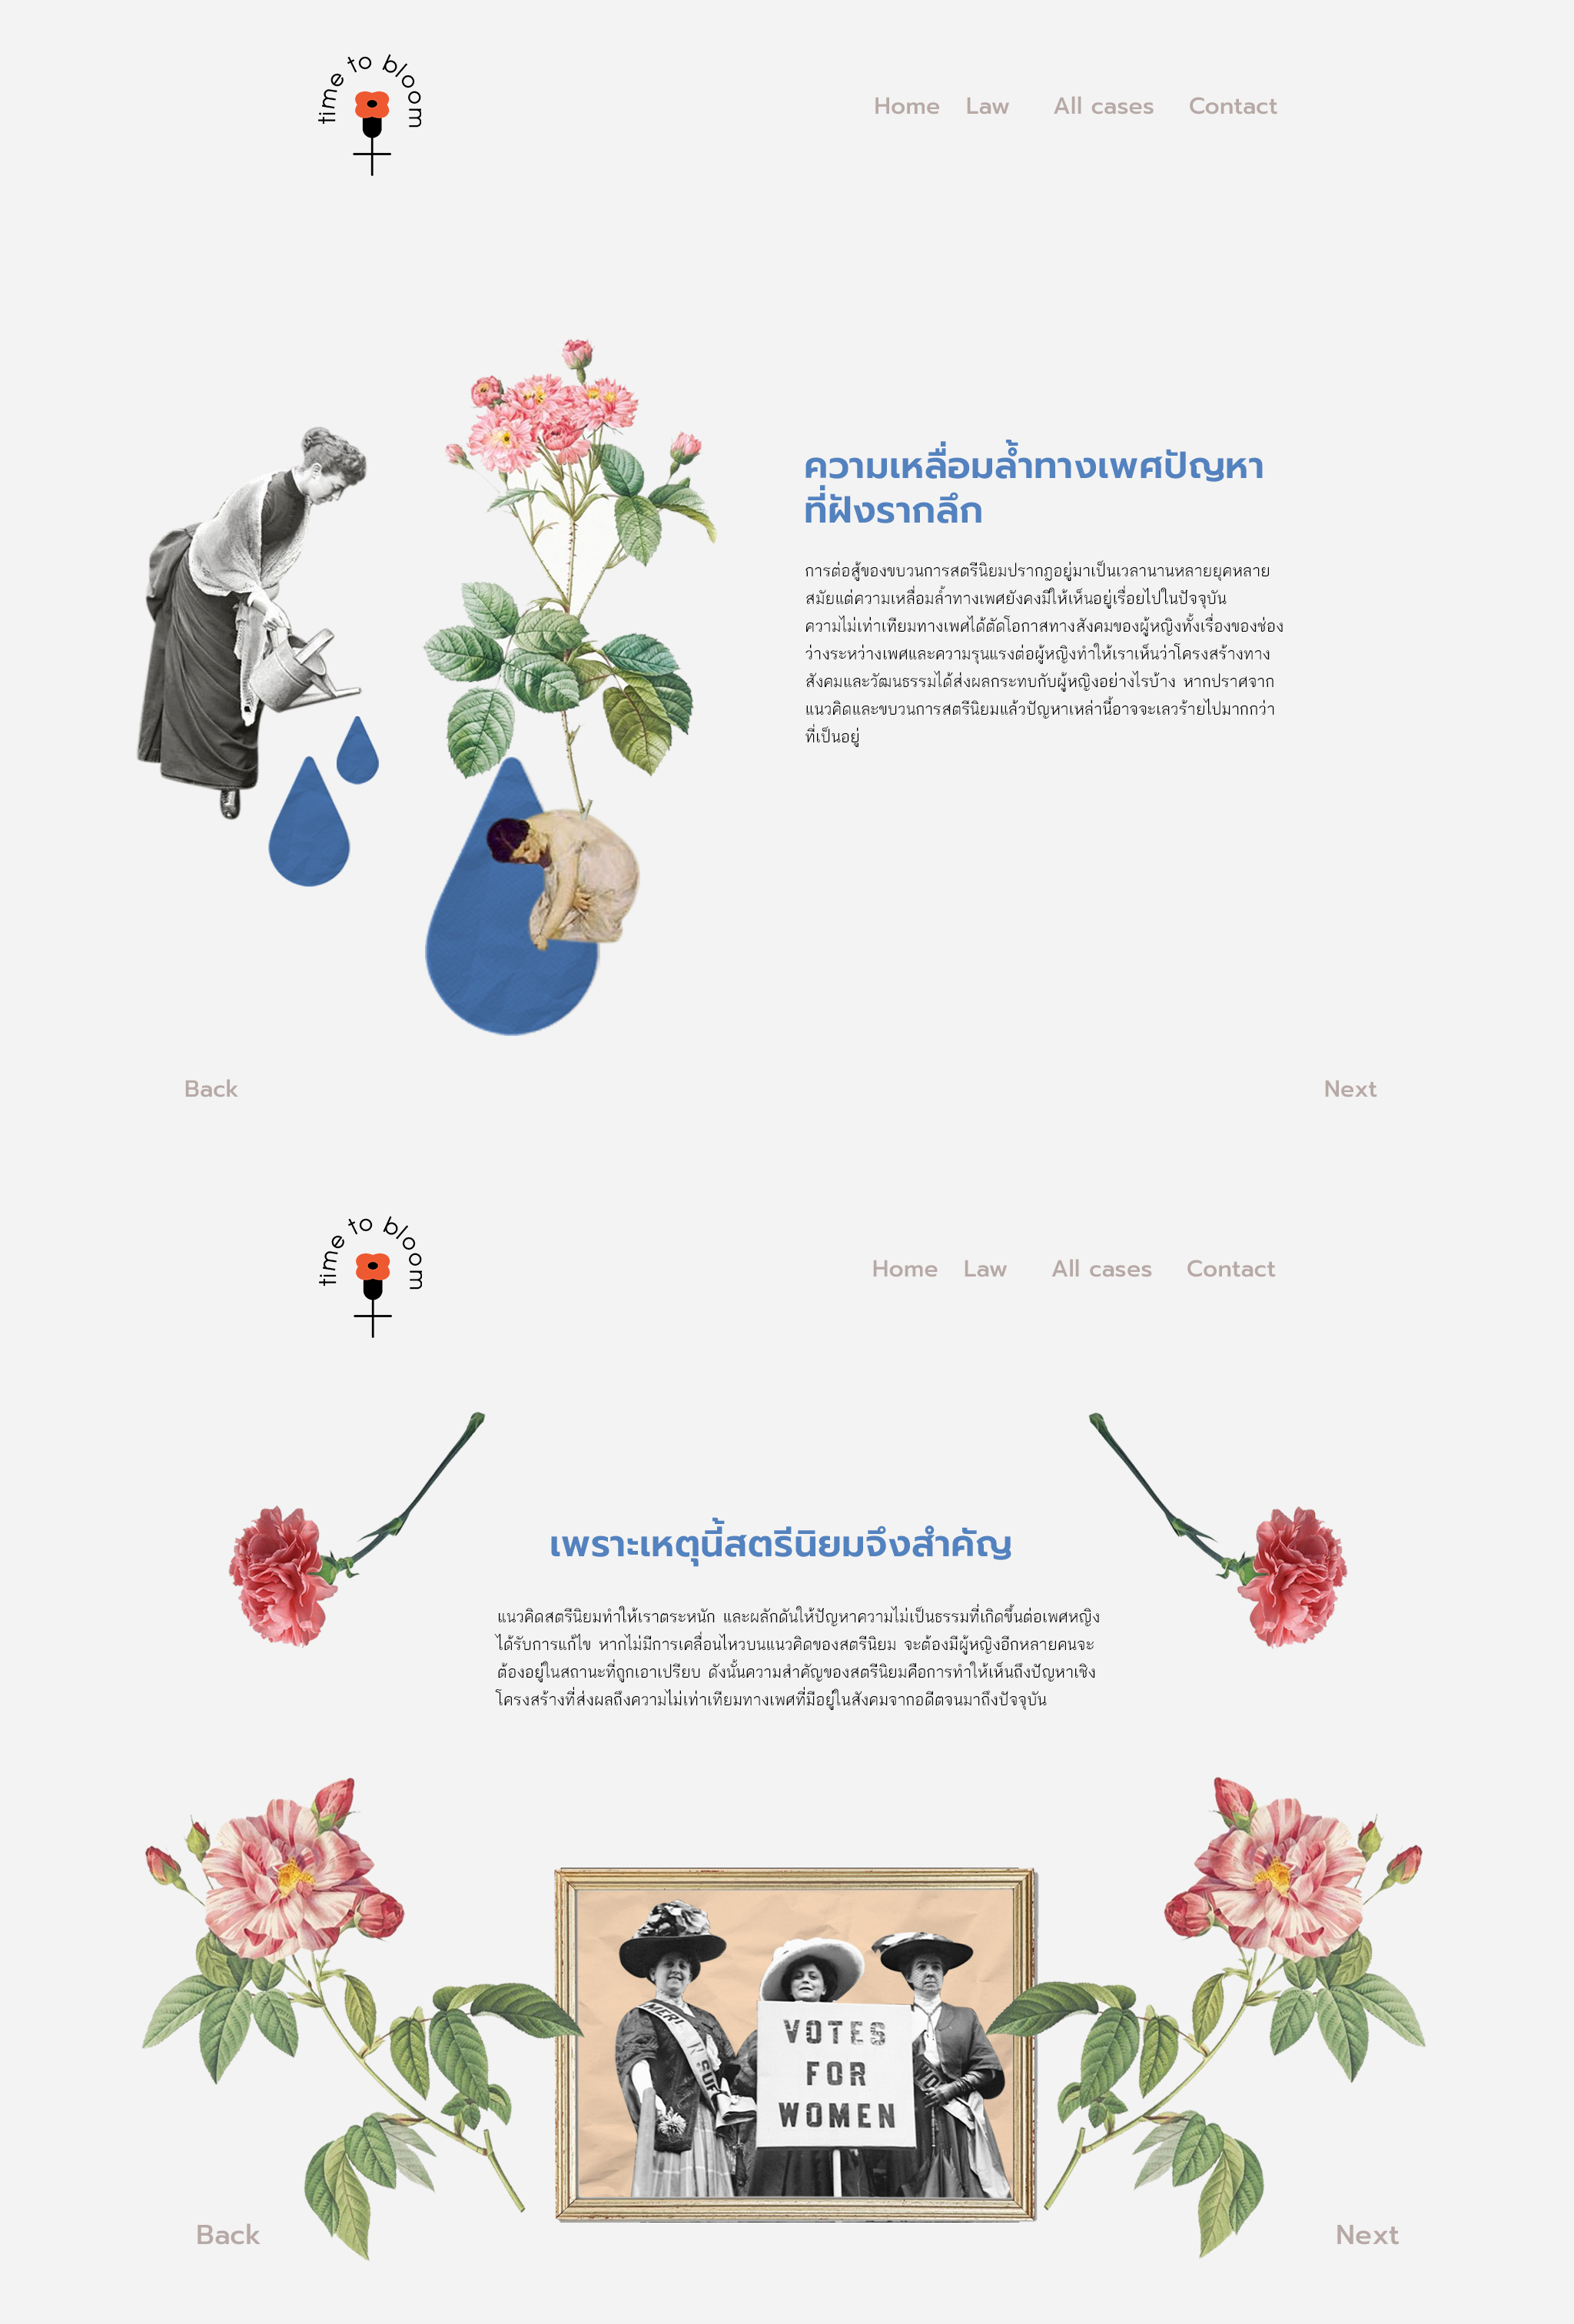 time to bloom
Home Law All cases Contact
ความเหลื่อมล้ำทางเพศปัญหา
ที่ฝังรากลึก
การต่อสู้ของขบวนการสตรีนิยมปรากฏอยู่มาเป็นเวลานานหลายยุคหลาย
สมัยแต่ความเหลื่อมล้ำทางเพศยังคงมีให้เห็นอยู่เรื่อยไปในปัจจุบัน
ความไม่เท่าเทียมทางเพศได้ตัดโอกาสทางสังคมของผู้หญิงทั้งเรื่องของช่อง
ว่างระหว่างเพศและความรุนแรงต่อผู้หญิงทำให้เราเห็นว่าโครงสร้างทาง
สังคมและวัฒนธรรมได้ส่งผลกระทบกับผู้หญิงอย่างไรบ้าง หากปราศจาก
แนวคิดและขบวนการสตรีนิยมแล้วปัญหาเหล่านี้อาจจะเลวร้ายไปมากกว่า
ที่เป็นอยู่
Back Next
time to bloom
Home Law All cases Contact
เพราะเหตุนี้สตรีนิยมจึงสำคัญ
แนวคิดสตรีนิยมทำให้เราตระหนัก และผลักดันให้ปัญหาความไม่เป็นธรรมที่เกิดขึ้นต่อเพศหญิง
ได้รับการแก้ไข หากไม่มีการเคลื่อนไหวบนแนวคิดของสตรีนิยม จะต้องมีผู้หญิงอีกหลายคนจะ
ต้องอยู่ในสถานะที่ถูกเอาเปรียบ ดังนั้นความสำคัญของสตรีนิยมคือการทำให้เห็นถึงปัญหาเชิง
โครงสร้างที่ส่งผลถึงความไม่เท่าเทียมทางเพศที่มีอยู่ในสังคมจากอดีตจนมาถึงปัจจุบัน
VOTES
FOR
WOMEN
Back Next